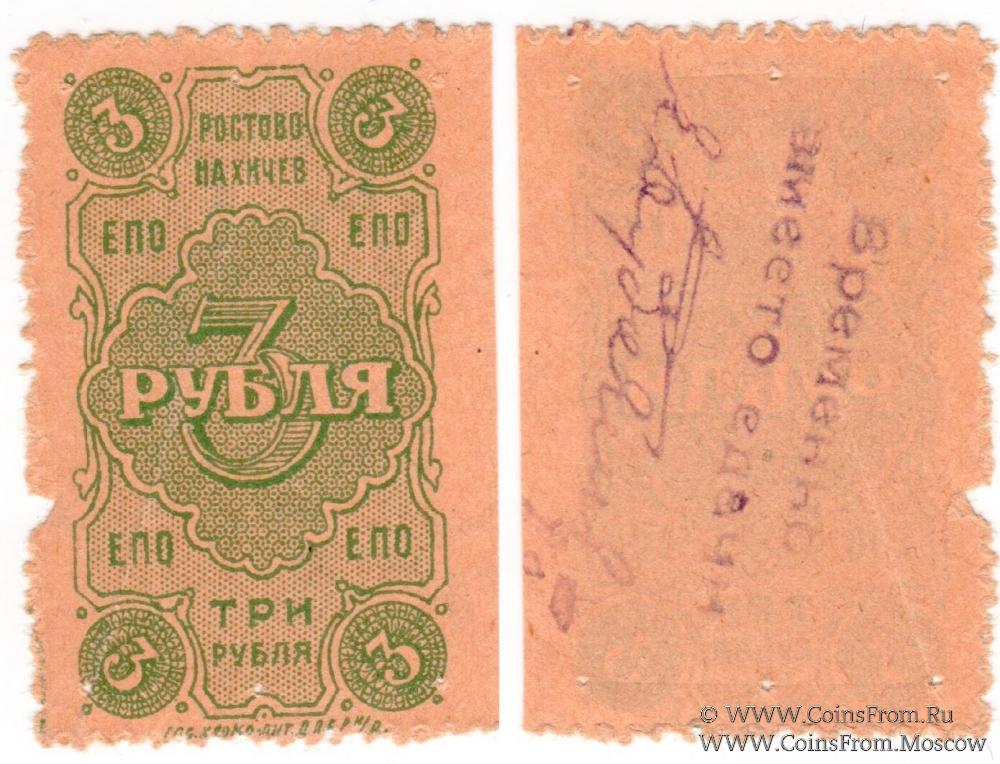 3 3
РОСТОВО
НАХИЧЕВ
ЕПО ЕПО
3
РУБЛЯ
ЕПО ЕПО
ТРИ
РУБЛЯ
3 3
Временно
вместо сдачи
© WWW.CoinsFrom.Ru
WWW.CoinsFrom.Moscow